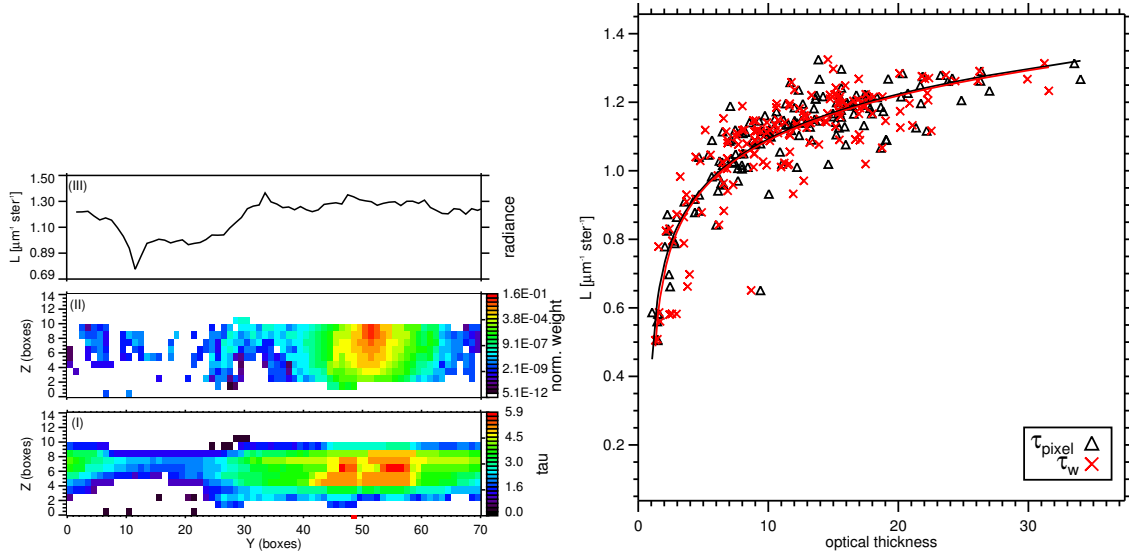 (III)
1.50
1.30
1.10
0.89
0.69
L [µm⁻¹ ster⁻¹]
radiance
(II)
14
12
10
8
6
4
2
0
Z (boxes)
1.6E-01
3.8E-04
9.1E-07
2.1E-09
5.1E-12
norm. weight
(I)
14
12
10
8
6
4
2
0
Z (boxes)
5.9
4.5
3.0
1.6
0.0
tau
0 10 20 30 40 50 60 70
Y (boxes)
1.4
1.2
1.0
0.8
0.6
0.4
0.2
L [µm⁻¹ ster⁻¹]
τpixel
τw
0 10 20 30
optical thickness